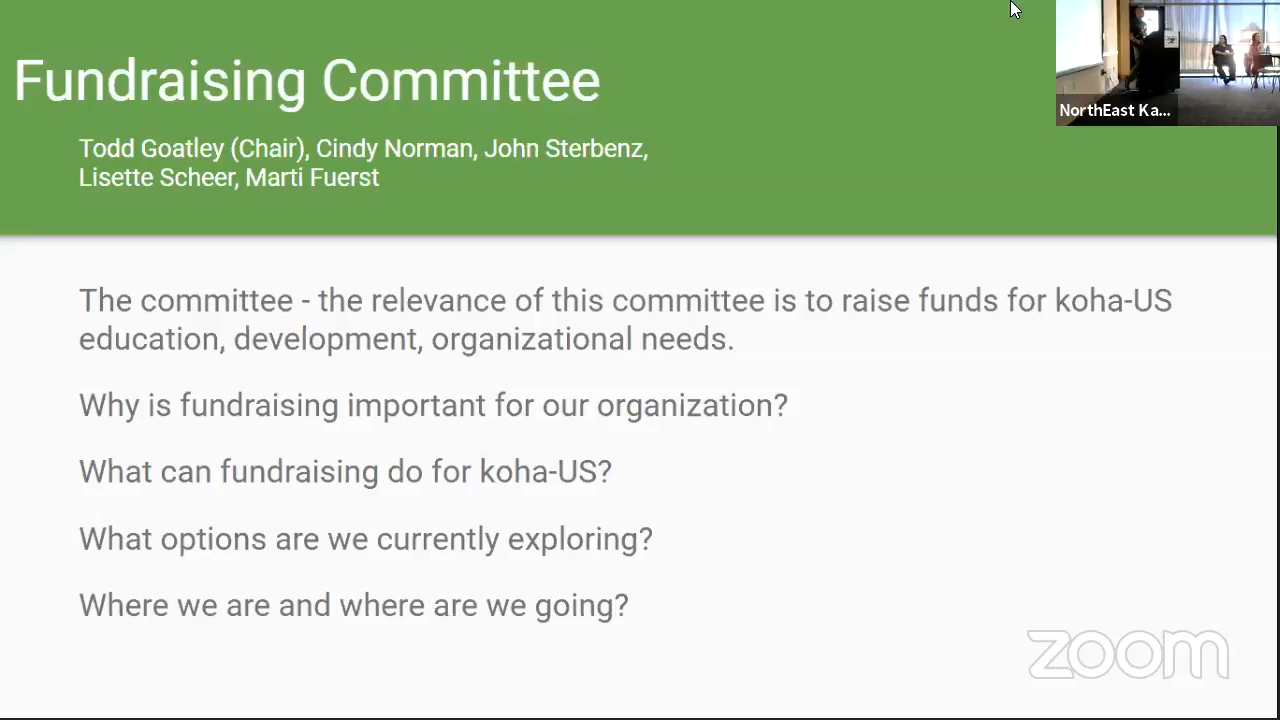 Fundraising Committee
Todd Goatley (Chair), Cindy Norman, John Sterbenz,
Lisette Scheer, Marti Fuerst
NorthEast Ka...
The committee - the relevance of this committee is to raise funds for koha-US
education, development, organizational needs.
Why is fundraising important for our organization?
What can fundraising do for koha-US?
What options are we currently exploring?
Where we are and where are we going?
zoom